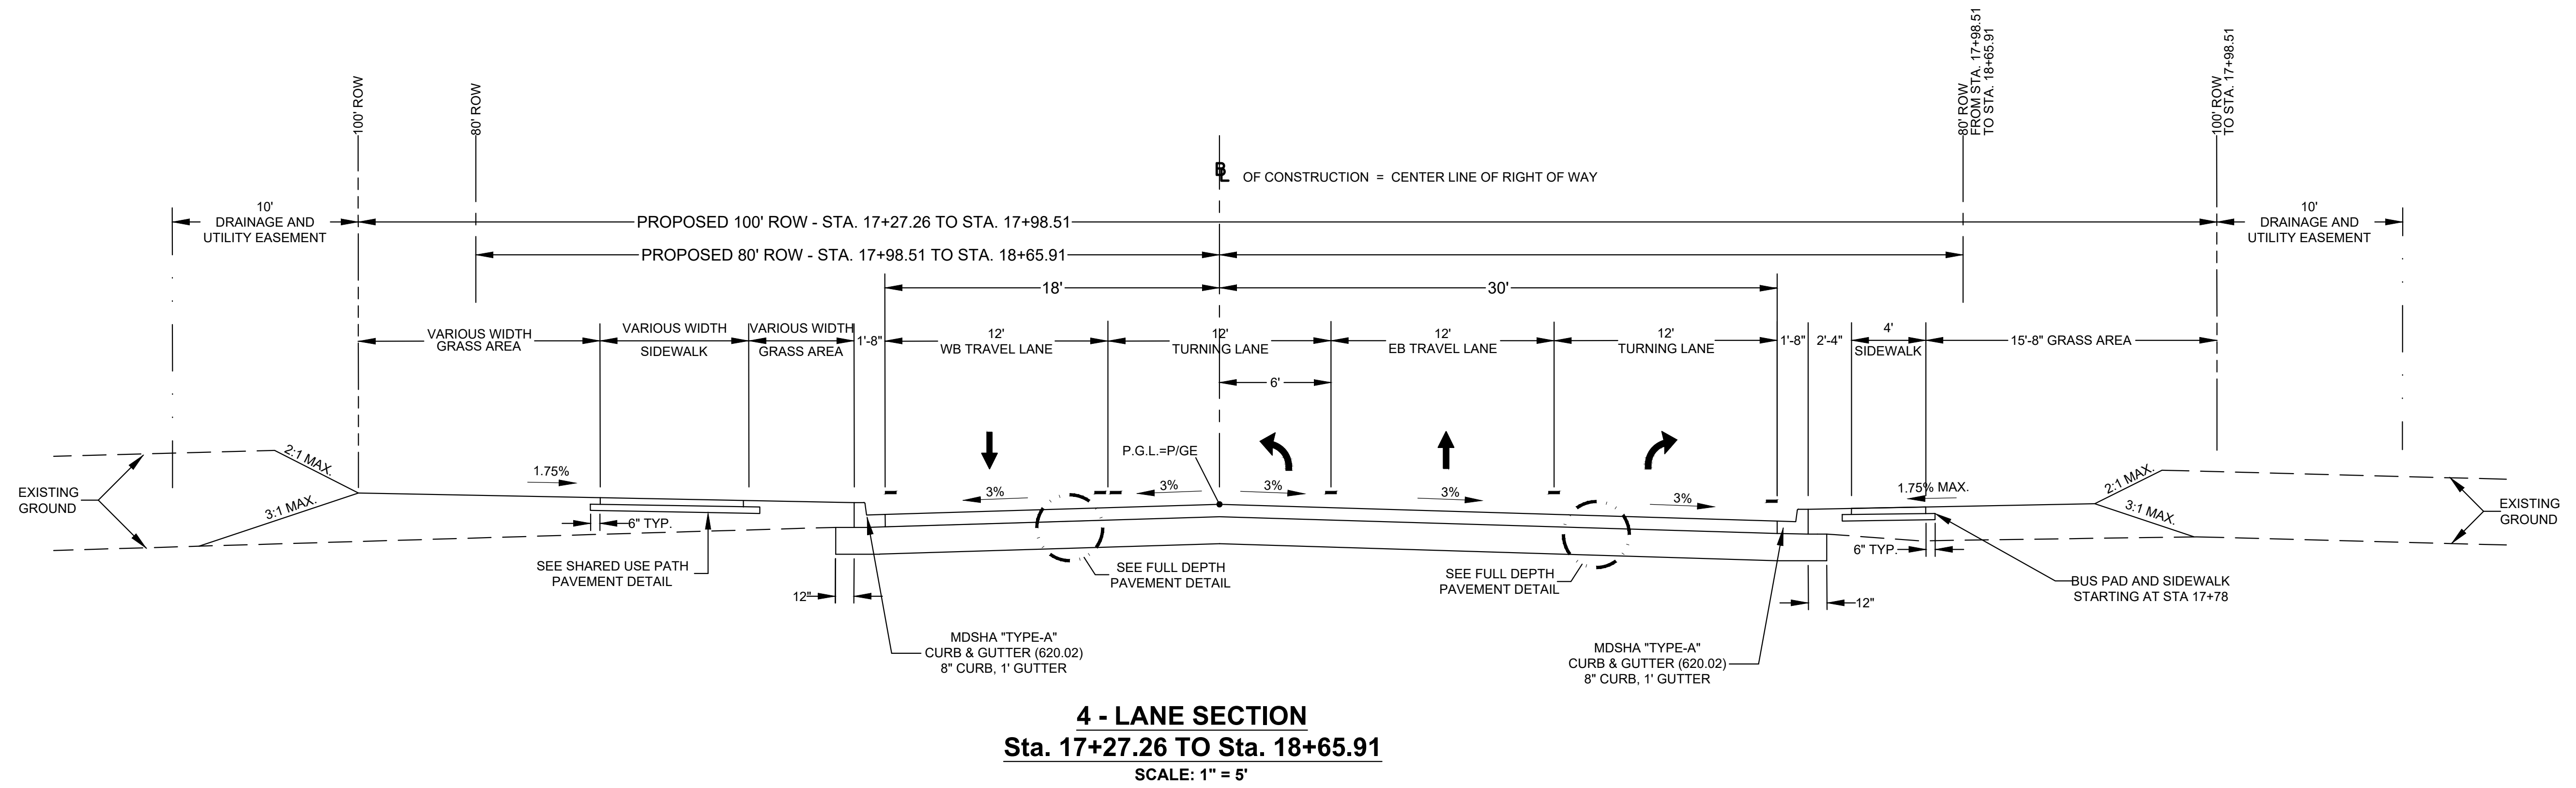 100' ROW
80' ROW
80' ROW
FROM STA. 17+98.51
TO STA. 18+65.91
100' ROW
TO STA. 17+98.51
BL OF CONSTRUCTION = CENTER LINE OF RIGHT OF WAY
10'
DRAINAGE AND
UTILITY EASEMENT
PROPOSED 100' ROW - STA. 17+27.26 TO STA. 17+98.51
10'
DRAINAGE AND
UTILITY EASEMENT
PROPOSED 80' ROW - STA. 17+98.51 TO STA. 18+65.91
18'
30'
VARIOUS WIDTH
GRASS AREA
VARIOUS WIDTH
SIDEWALK
VARIOUS WIDTH
GRASS AREA
1'-8"
12'
WB TRAVEL LANE
12'
TURNING LANE
12'
EB TRAVEL LANE
12'
TURNING LANE
1'-8"
2'-4"
4'
SIDEWALK
15'-8" GRASS AREA
6'
P.G.L.=P/GE
2:1 MAX.
3:1 MAX.
EXISTING
GROUND
1.75%
6" TYP.
3%
3%
3%
3%
3%
1.75% MAX.
2:1 MAX.
3:1 MAX.
EXISTING
GROUND
6" TYP.
SEE SHARED USE PATH
PAVEMENT DETAIL
SEE FULL DEPTH
PAVEMENT DETAIL
SEE FULL DEPTH
PAVEMENT DETAIL
BUS PAD AND SIDEWALK
STARTING AT STA 17+78
12"
12"
MDSHA "TYPE-A"
CURB & GUTTER (620.02)
8" CURB, 1' GUTTER
MDSHA "TYPE-A"
CURB & GUTTER (620.02)
8" CURB, 1' GUTTER
4 - LANE SECTION
Sta. 17+27.26 TO Sta. 18+65.91
SCALE: 1" = 5'